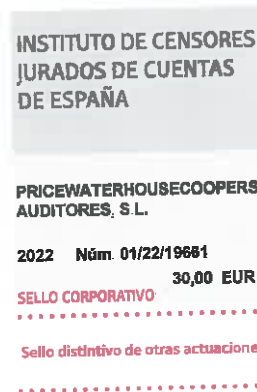 INSTITUTO DE CENSORES
JURADOS DE CUENTAS
DE ESPAÑA
PRICEWATERHOUSECOOPERS
AUDITORES, S.L.
2022 Núm. 01/22/19661
30,00 EUR
SELLO CORPORATIVO
Sello distintivo de otras actuacione